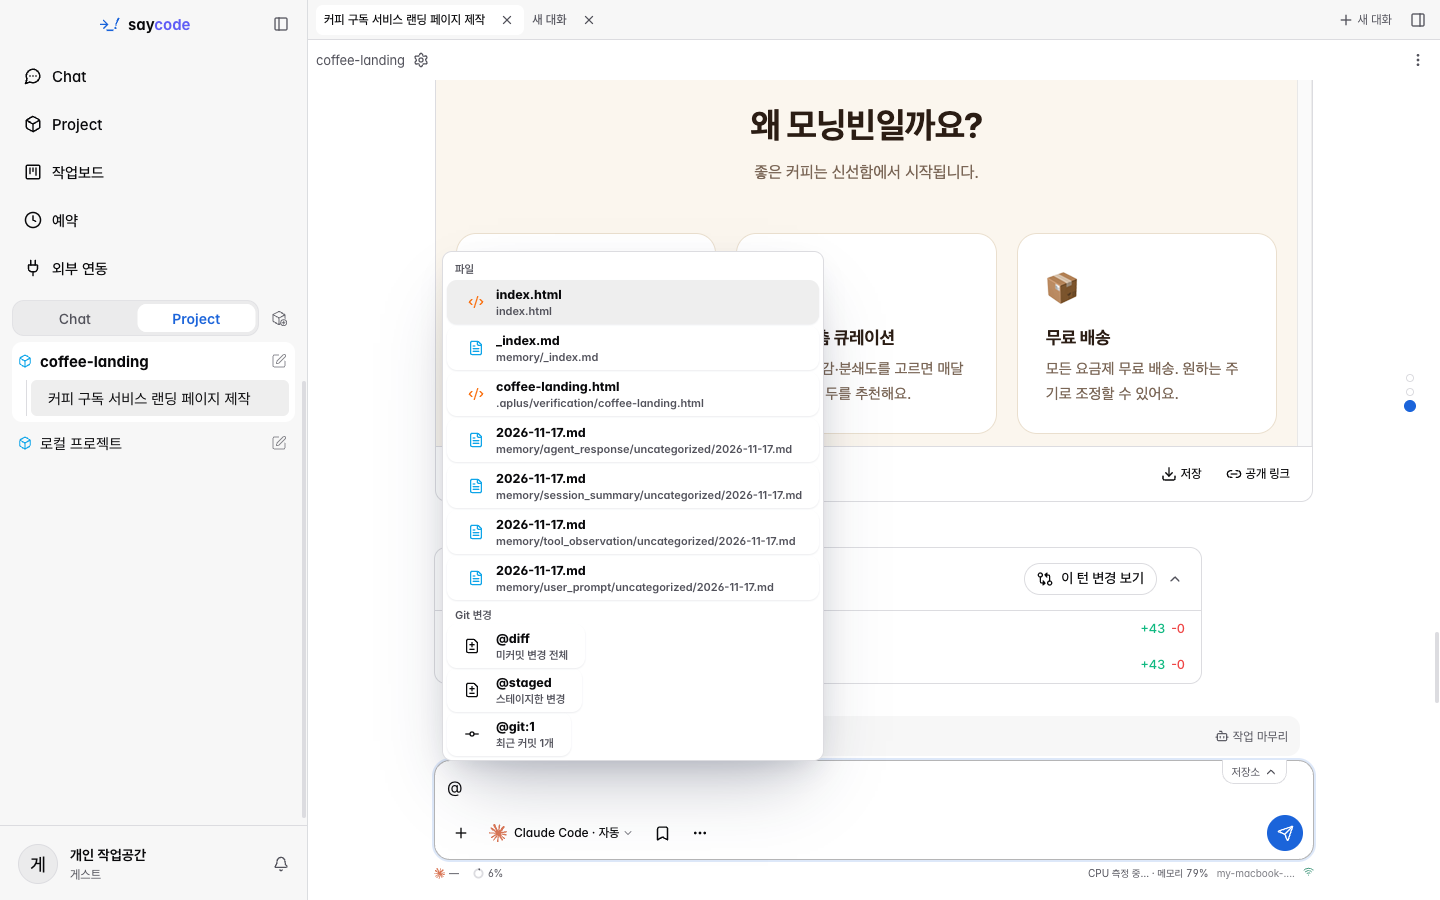 saycode
Chat
Project
작업보드
예약
외부 연동
Chat
Project
coffee-landing
커피 구독 서비스 랜딩 페이지 제작
로컬 프로젝트
게
개인 작업공간
게스트
커피 구독 서비스 랜딩 페이지 제작
새 대화
새 대화
coffee-landing
왜 모닝빈일까요?
좋은 커피는 신선함에서 시작됩니다.
큐레이션
감·분쇄도를 고르면 매달
두를 추천해요.
무료 배송
모든 요금제 무료 배송. 원하는 주
기로 조정할 수 있어요.
저장
공개 링크
이 턴 변경 보기
+43 -0
+43 -0
작업 마무리
파일
index.html
index.html
_index.md
memory/_index.md
coffee-landing.html
.aplus/verification/coffee-landing.html
2026-11-17.md
memory/agent_response/uncategorized/2026-11-17.md
2026-11-17.md
memory/session_summary/uncategorized/2026-11-17.md
2026-11-17.md
memory/tool_observation/uncategorized/2026-11-17.md
2026-11-17.md
memory/user_prompt/uncategorized/2026-11-17.md
Git 변경
@diff
미커밋 변경 전체
@staged
스테이지한 변경
@git:1
최근 커밋 1개
저장소
@
Claude Code · 자동
—
6%
CPU 측정 중... · 메모리 79%
my-macbook-....